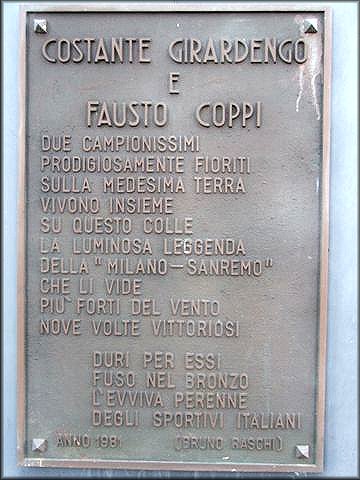 COSTANTE GIRARDENGO
E
FAUSTO COPPI
DUE CAMPIONISSIMI
PRODIGIOSAMENTE FIORITI
SULLA MEDESIMA TERRA
VIVONO INSIEME
SU QUESTO COLLE
LA LUMINOSA LEGGENDA
DELLA "MILANO-SANREMO"
CHE LI VIDE
PIU' FORTI DEL VENTO
NOVE VOLTE VITTORIOSI
DURI PER ESSI
FUSO NEL BRONZO
L'EVVIVA PERENNE
DEGLI SPORTIVI ITALIANI
ANNO 1981 (BRUNO RASCHI)